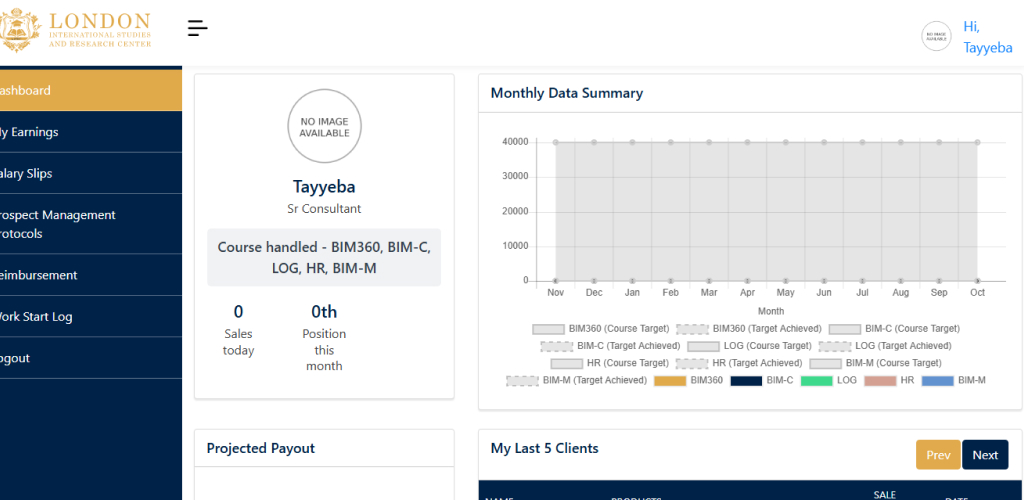 LONDON
INTERNATIONAL STUDIES
AND RESEARCH CENTER
Hi,
Tayyeba
NO IMAGE
AVAILABLE
ashboard
y Earnings
alary Slips
rospect Management
rotocols
eimbursement
ork Start Log
ogout
NO IMAGE
AVAILABLE
Tayyeba
Sr Consultant
Course handled - BIM360, BIM-C,
LOG, HR, BIM-M
0
Sales
today
0th
Position
this
month
Monthly Data Summary
40000
30000
20000
10000
0
Nov Dec Jan Feb Mar Apr May Jun Jul Aug Sep Oct
Month
BIM360 (Course Target) BIM360 (Target Achieved) BIM-C (Course Target)
BIM-C (Target Achieved) LOG (Course Target) LOG (Target Achieved)
HR (Course Target) HR (Target Achieved) BIM-M (Course Target)
BIM-M (Target Achieved) BIM360 BIM-C LOG HR BIM-M
Projected Payout
My Last 5 Clients
Prev Next
NAME PRODUCTS SALE DATE